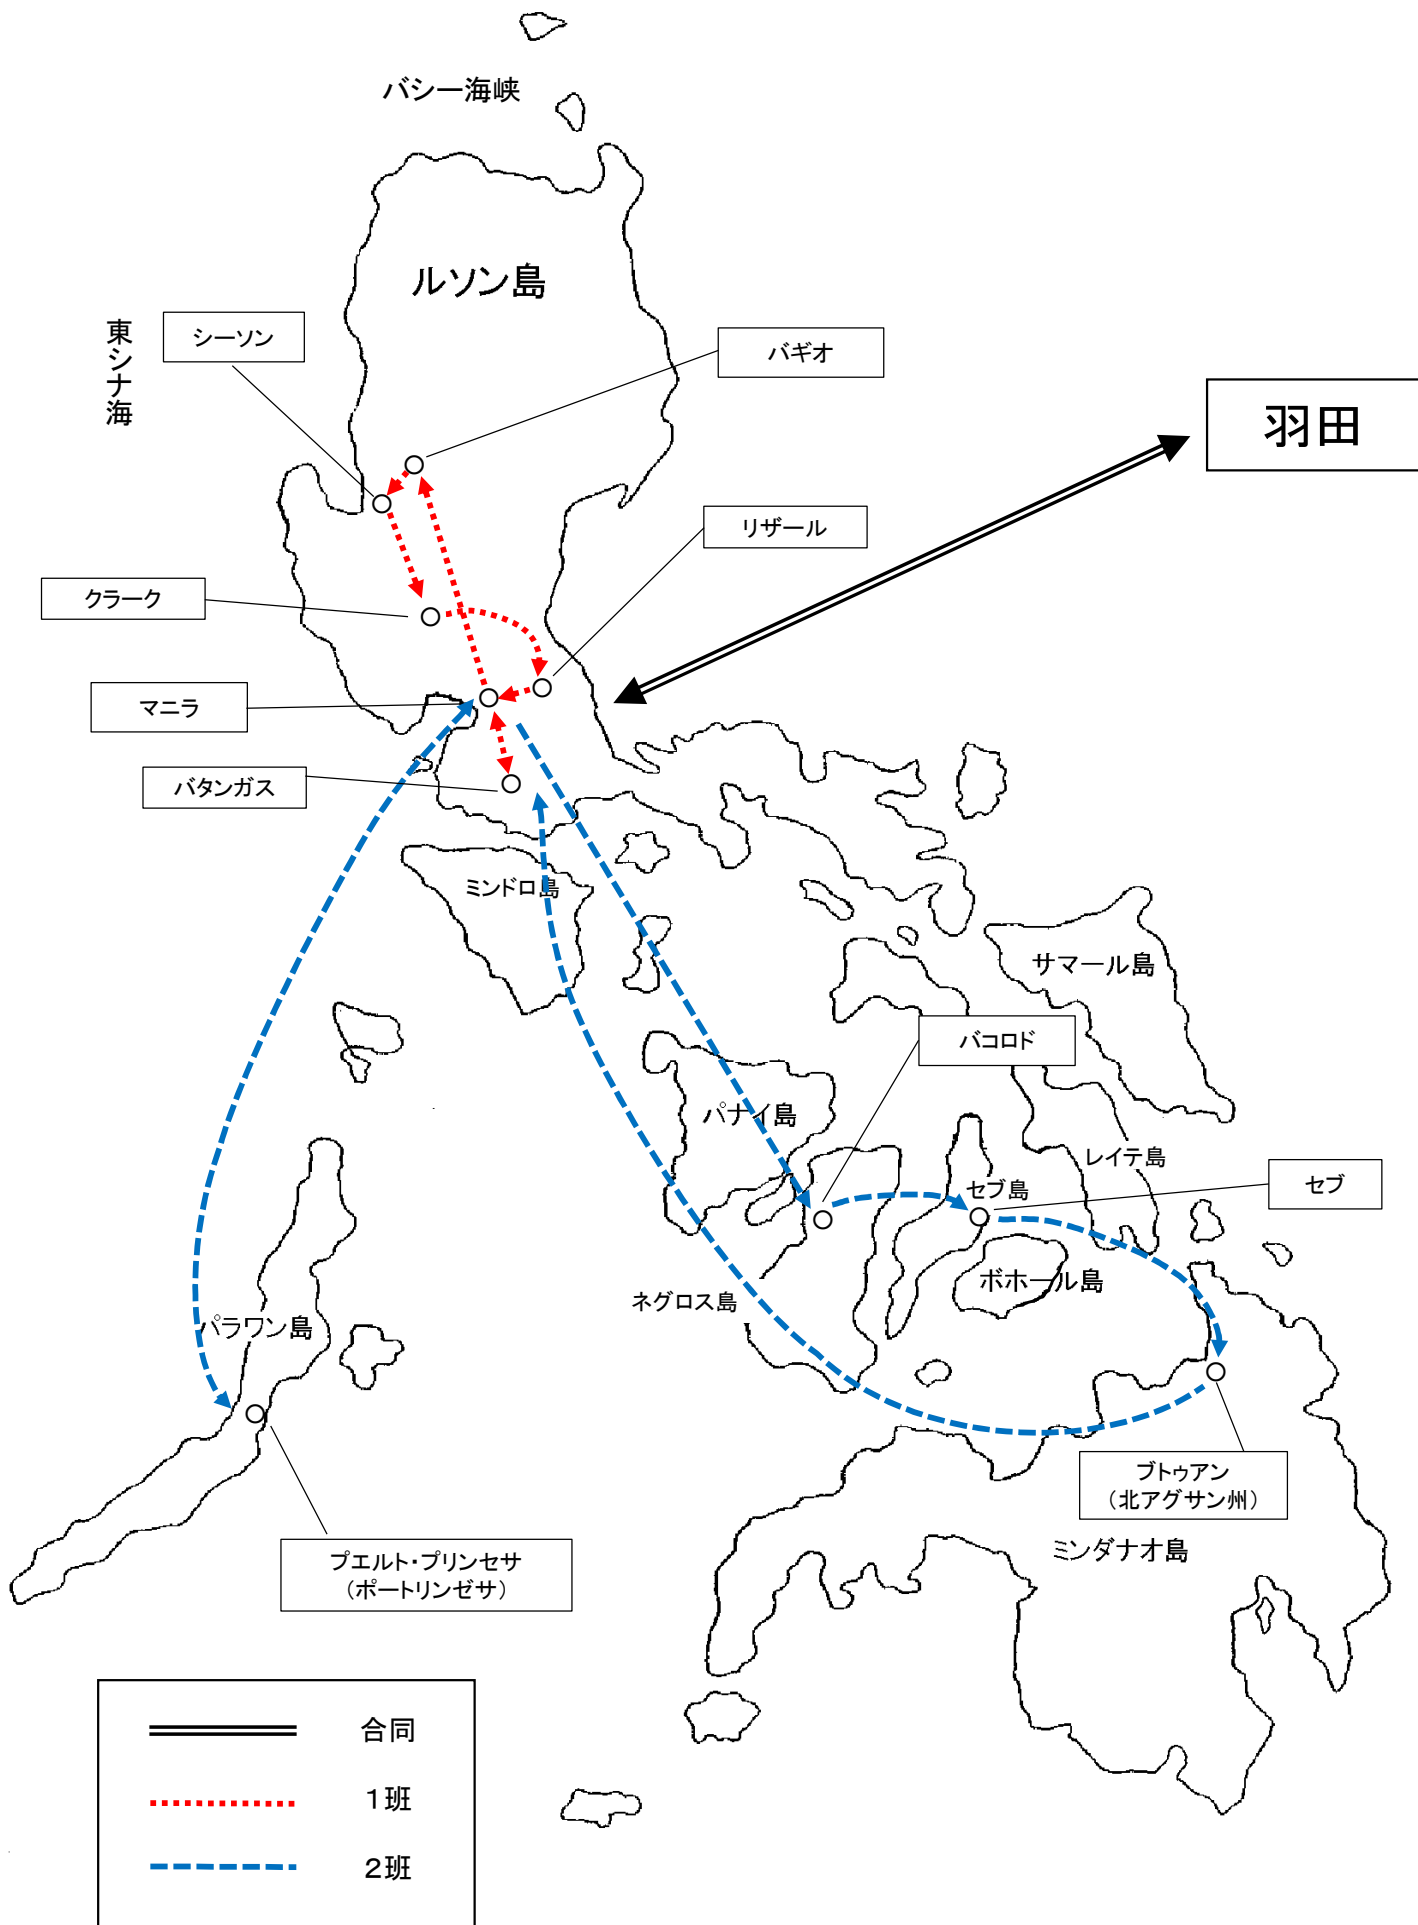 バシー海峡
ルソン島
東シナ海
シーソン
バギオ
羽田
リザール
クラーク
マニラ
バタンガス
ミンドロ島
サマール島
バコロド
パナイ島
レイテ島
セブ島
セブ
ボホール島
ネグロス島
パラワン島
ブトゥアン
(北アグサン州)
ミンダナオ島
プエルト・プリンセサ
(ポートリンゼサ)
合同
1班
2班